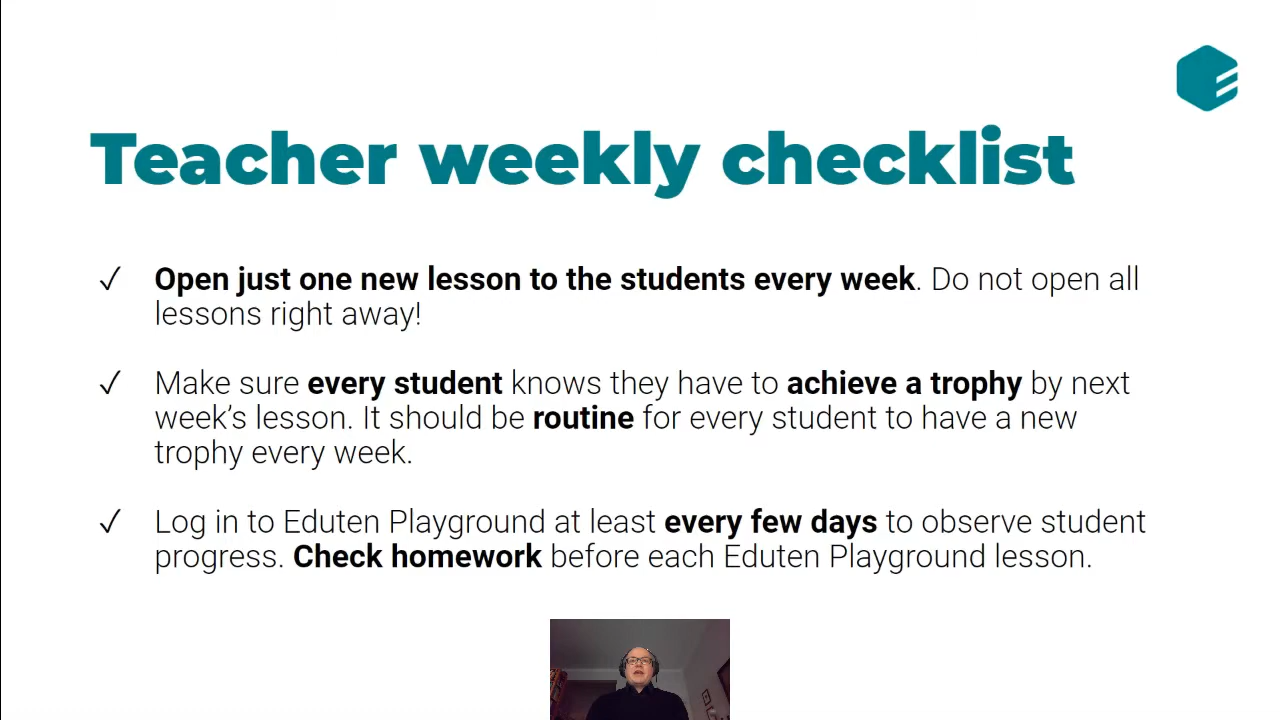 Teacher weekly checklist
✓ Open just one new lesson to the students every week. Do not open all
lessons right away!
✓ Make sure every student knows they have to achieve a trophy by next
week’s lesson. It should be routine for every student to have a new
trophy every week.
✓ Log in to Eduten Playground at least every few days to observe student
progress. Check homework before each Eduten Playground lesson.